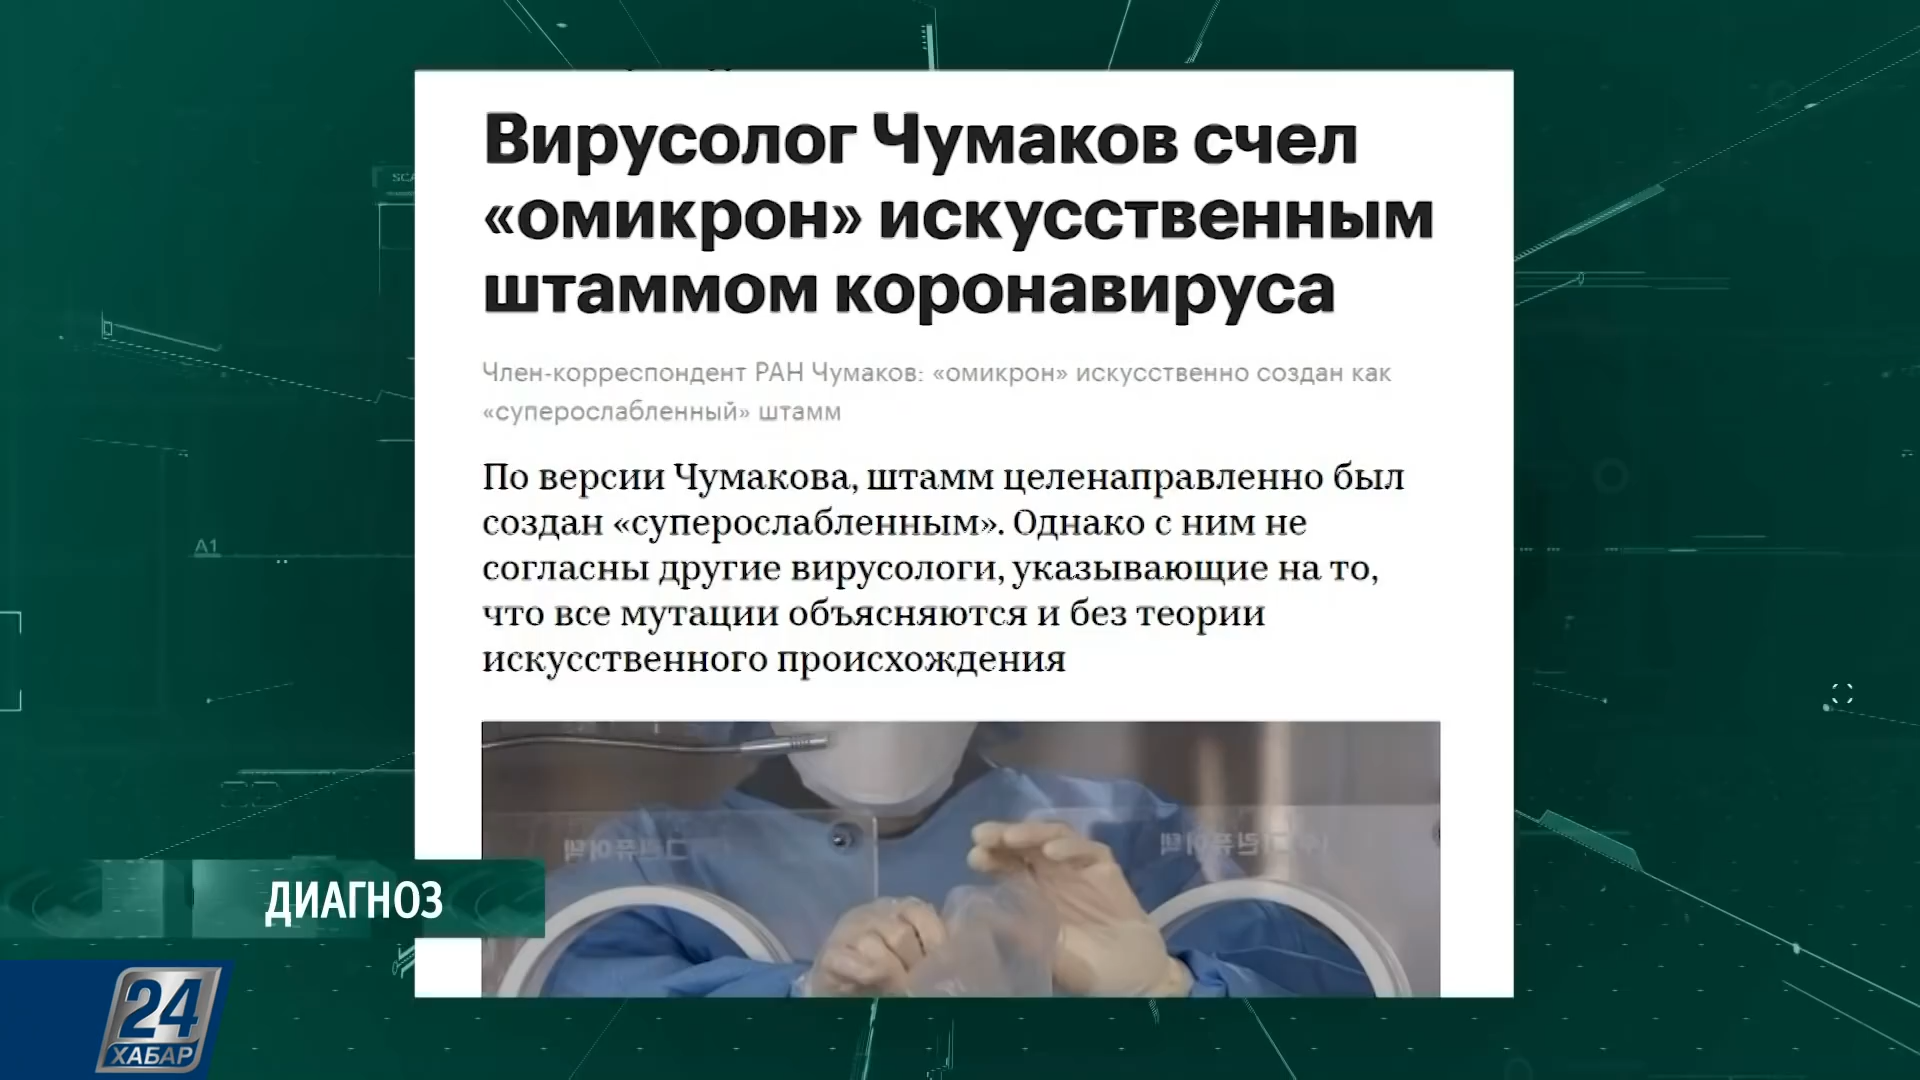 Вирусолог Чумаков счел
«омикрон» искусственным
штаммом коронавируса
Член-корреспондент РАН Чумаков: «омикрон» искусственно создан как
«суперослабленный» штамм
По версии Чумакова, штамм целенаправленно был
создан «суперослабленным». Однако с ним не
согласны другие вирусологи, указывающие на то,
что все мутации объясняются и без теории
искусственного происхождения
A1
ДИАГНОЗ
24
ХАБАР